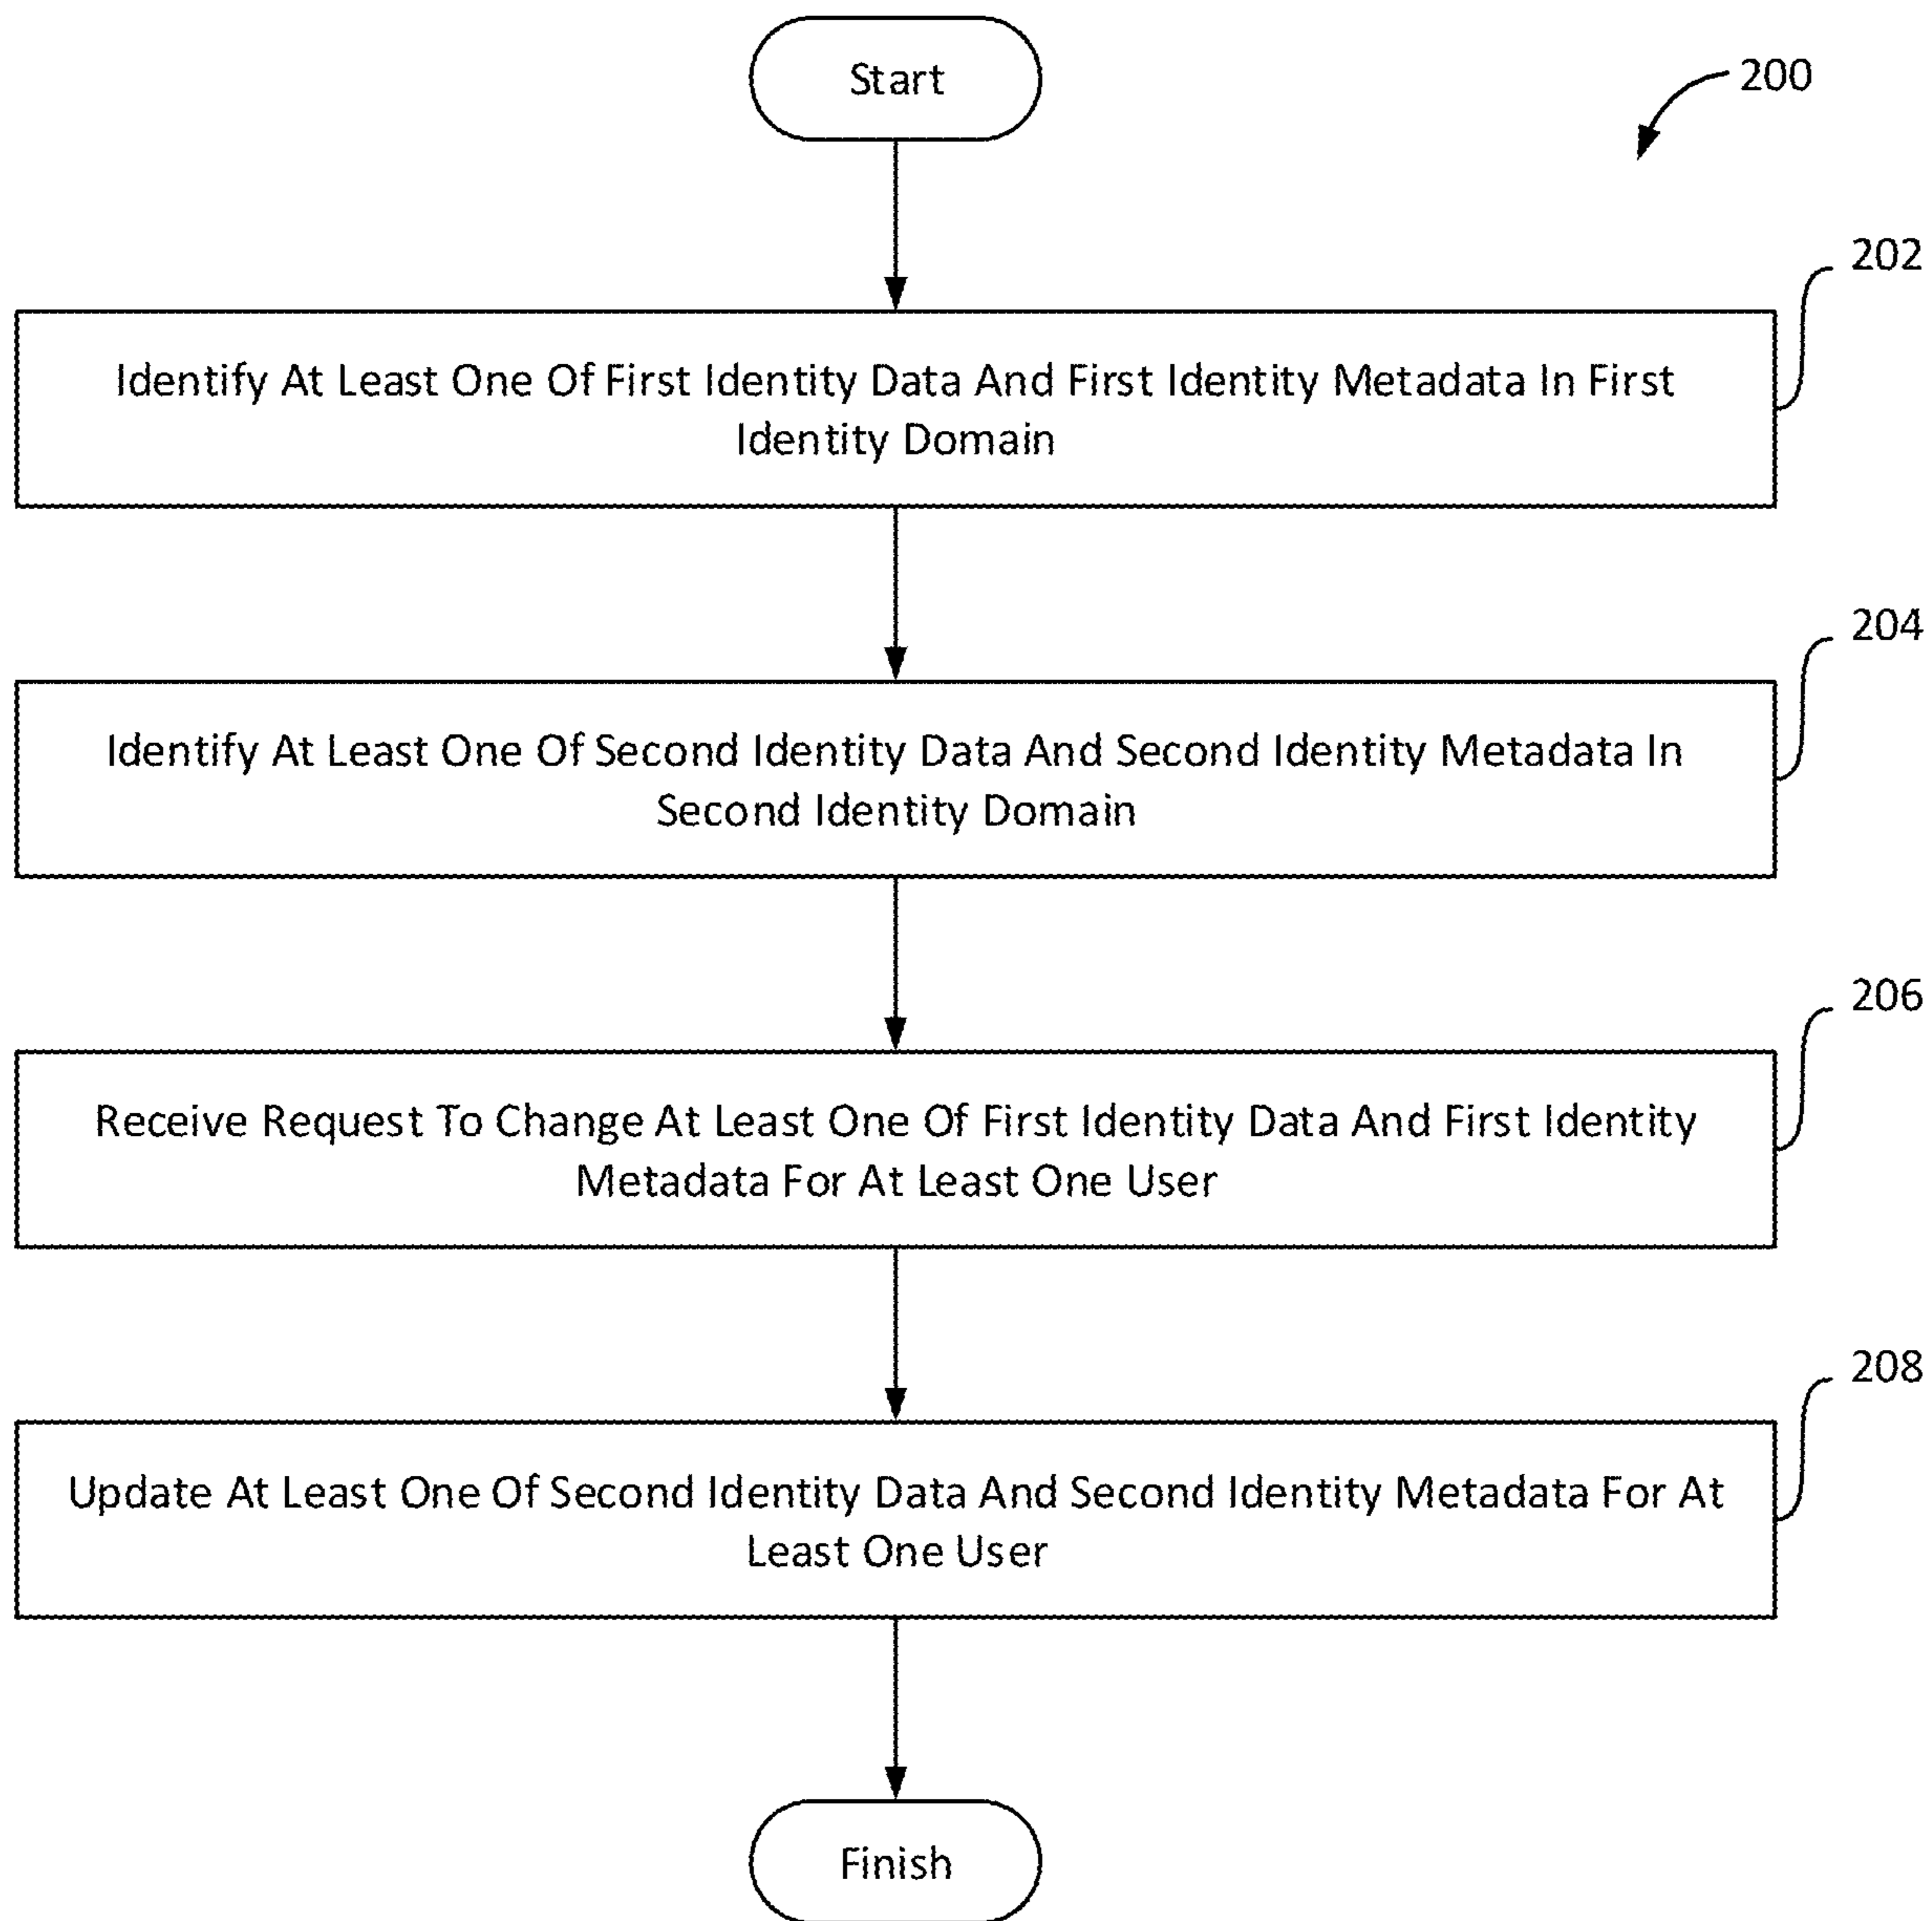 Start
200
202
Identify At Least One Of First Identity Data And First Identity Metadata In First
Identity Domain
204
Identify At Least One Of Second Identity Data And Second Identity Metadata In
Second Identity Domain
206
Receive Request To Change At Least One Of First Identity Data And First Identity
Metadata For At Least One User
208
Update At Least One Of Second Identity Data And Second Identity Metadata For At
Least One User
Finish